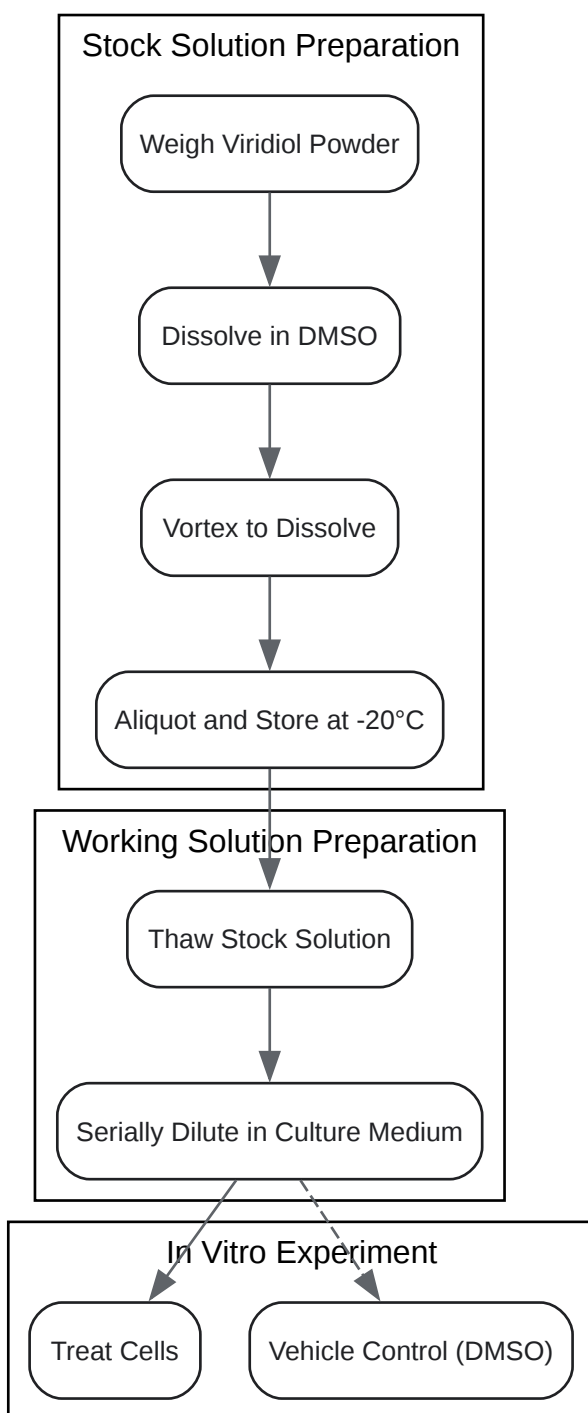 Stock Solution Preparation
Weigh Viridiol Powder
Dissolve in DMSO
Vortex to Dissolve
Aliquot and Store at -20°C
Working Solution Preparation
Thaw Stock Solution
Serially Dilute in Culture Medium
In Vitro Experiment
Treat Cells
Vehicle Control (DMSO)